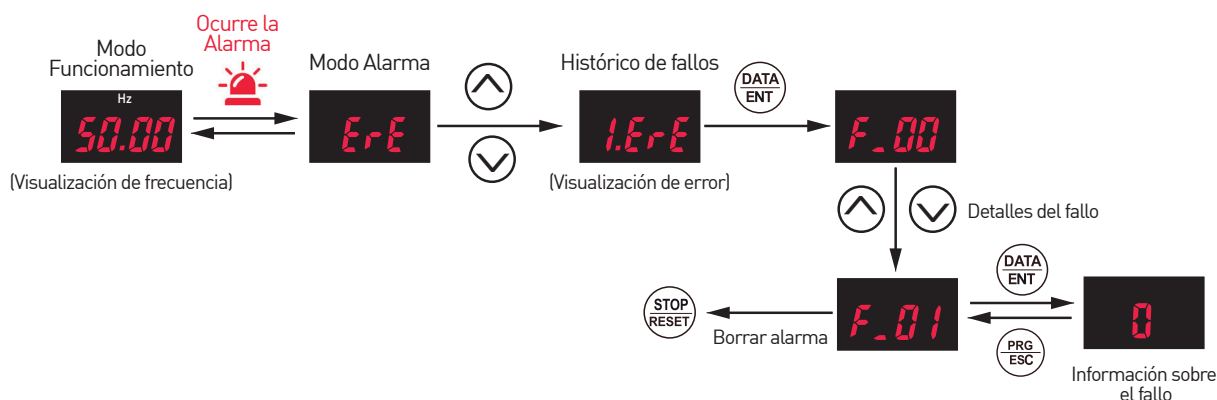 Modo
Funcionamiento
Hz
50.00
(Visualización de frecuencia)
Ocurre la
Alarma
Modo Alarma
ErE
Histórico de fallos
1.ErE
(Visualización de error)
DATA
ENT
F_00
Detalles del fallo
F_01
Borrar alarma
STOP
RESET
DATA
ENT
PRG
ESC
0
Información sobre
el fallo